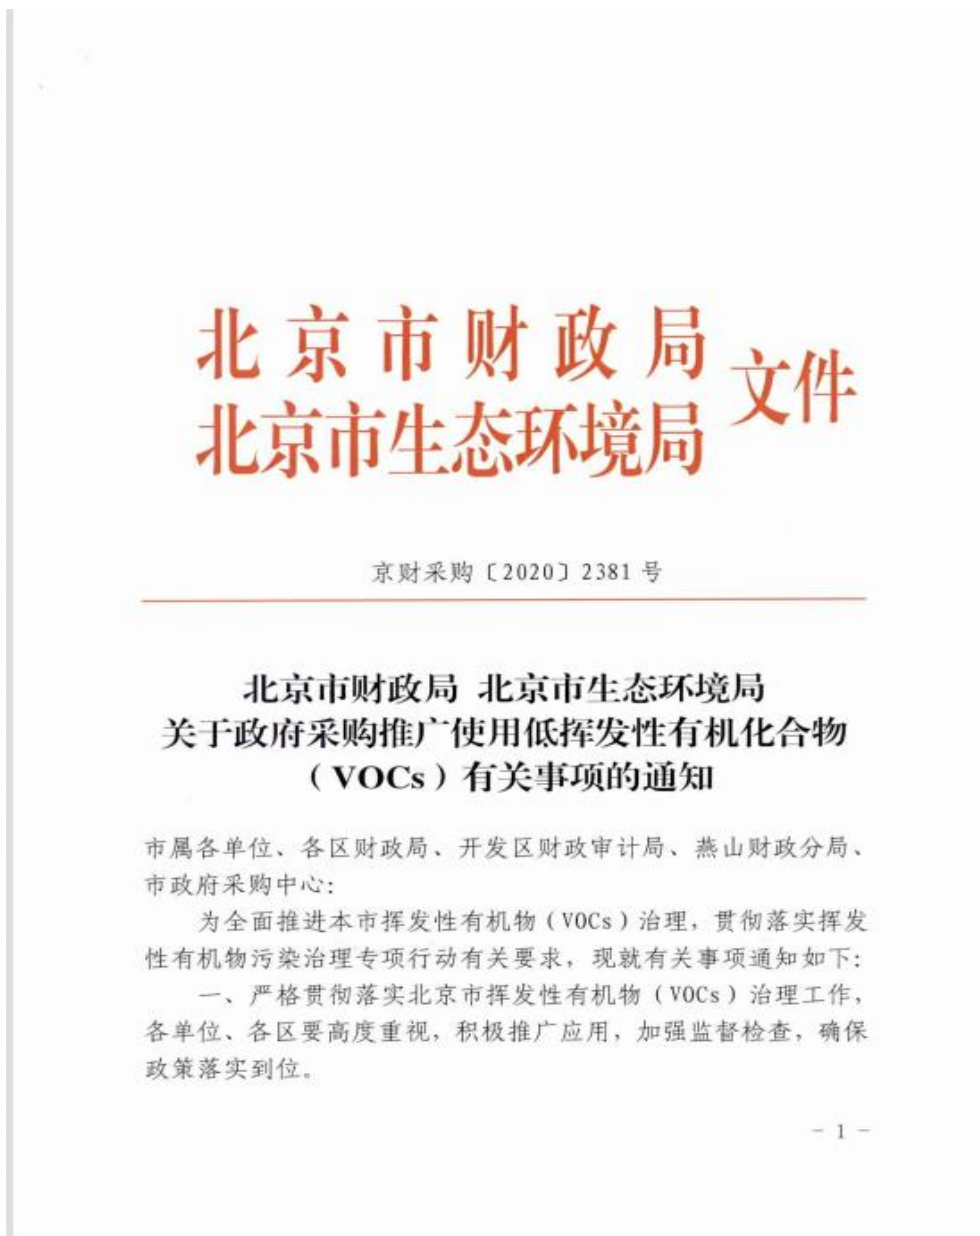 北京市财政局
北京市生态环境局
文件
京财采购〔2020〕2381号
北京市财政局 北京市生态环境局
关于政府采购推广使用低挥发性有机化合物
（VOCs）有关事项的通知
市属各单位、各区财政局、开发区财政审计局、燕山财政分局、
市政府采购中心：
为全面推进本市挥发性有机物（VOCs）治理，贯彻落实挥发
性有机物污染治理专项行动有关要求，现就有关事项通知如下：
一、严格贯彻落实北京市挥发性有机物（VOCs）治理工作，
各单位、各区要高度重视，积极推广应用，加强监督检查，确保
政策落实到位。
－ 1 －